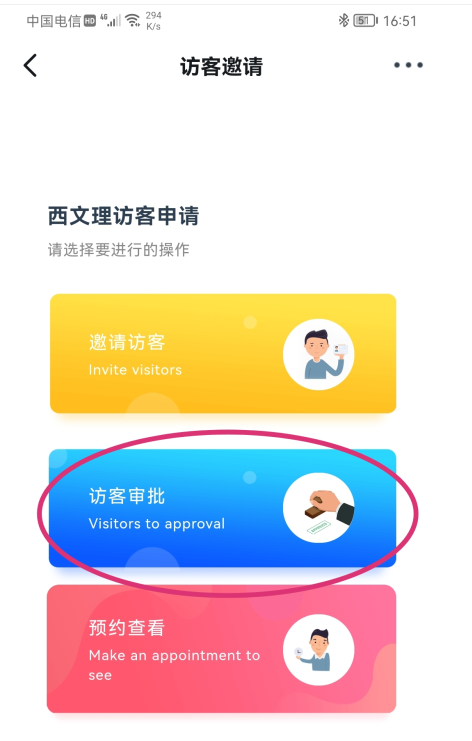 中国电信 HD 4G 294 K/s 51 16:51
访客邀请
西文理访客申请
请选择要进行的操作
邀请访客
Invite visitors
访客审批
Visitors to approval
预约查看
Make an appointment to
see